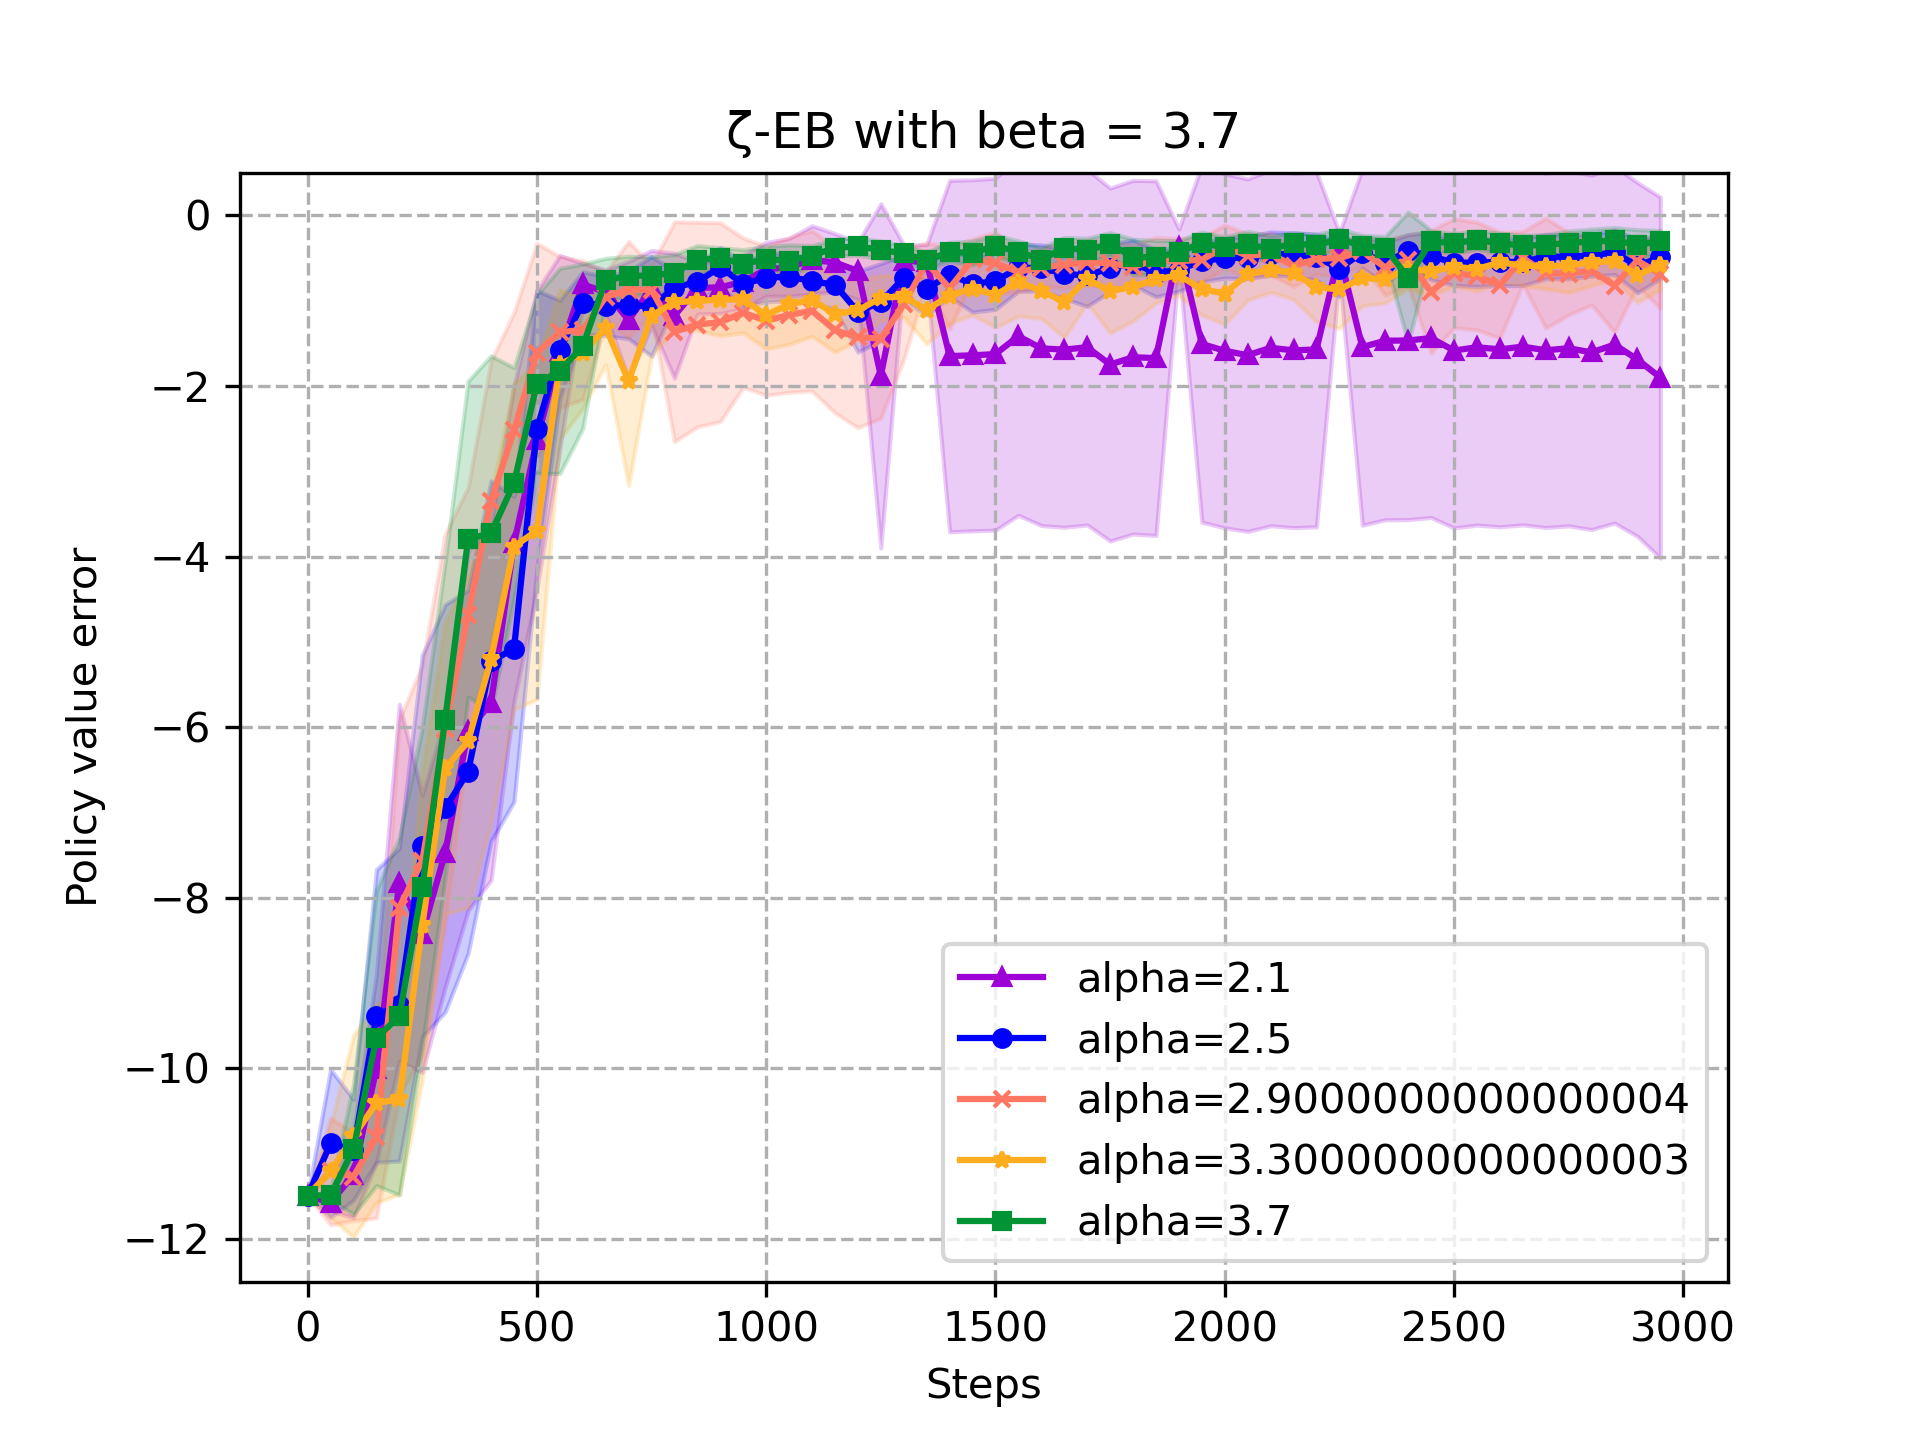 ζ-EB with beta = 3.7
Policy value error
0
−2
−4
−6
−8
−10
−12
alpha=2.1
alpha=2.5
alpha=2.9000000000000004
alpha=3.3000000000000003
alpha=3.7
0 500 1000 1500 2000 2500 3000
Steps